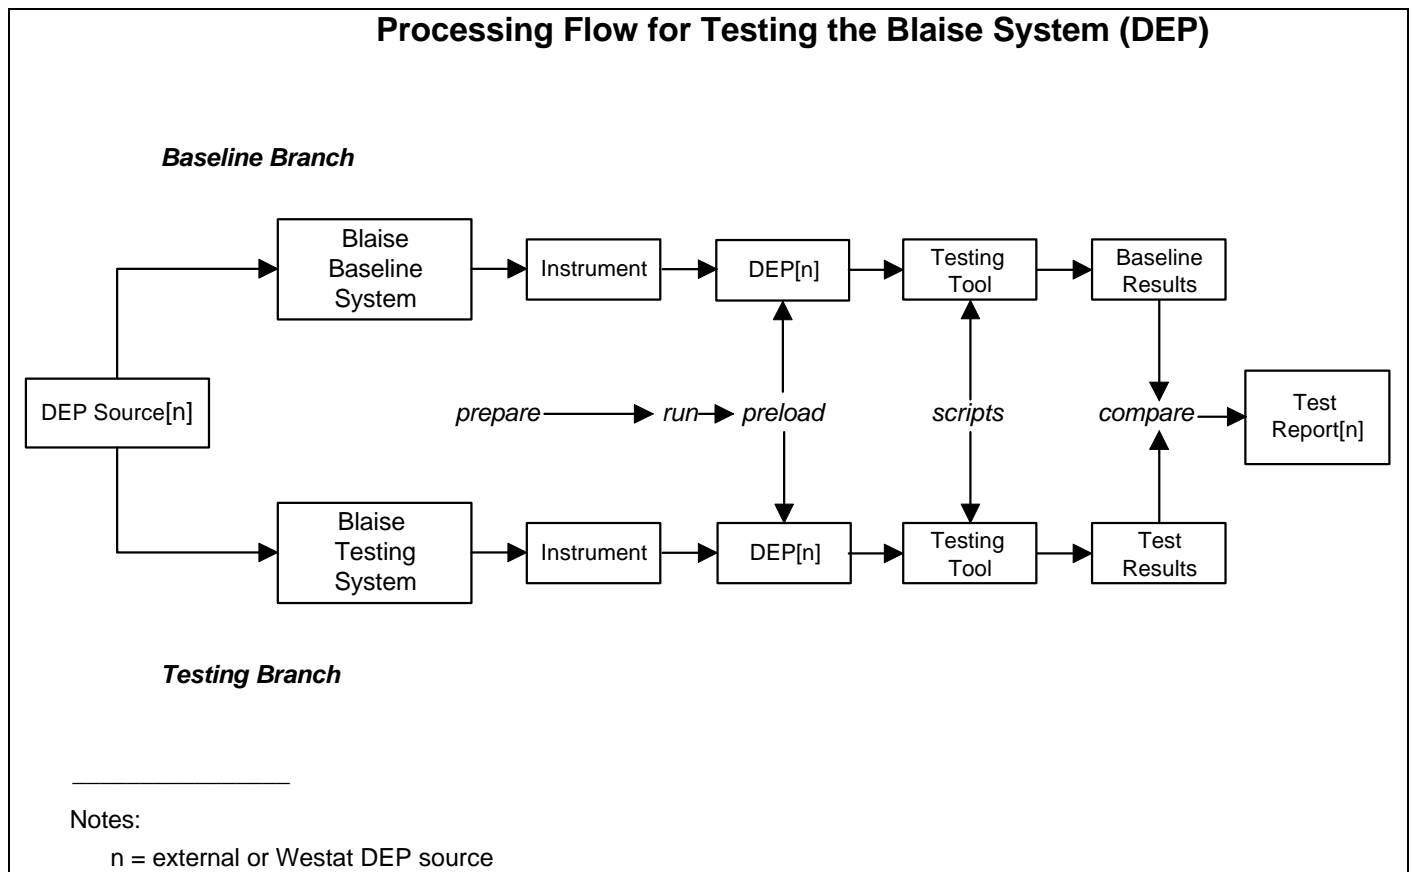 Processing Flow for Testing the Blaise System (DEP)
Baseline Branch
Blaise
Baseline
System
Instrument
DEP[n]
Testing
Tool
Baseline
Results
DEP Source[n]
prepare
run
preload
scripts
compare
Test
Report[n]
Blaise
Testing
System
Instrument
DEP[n]
Testing
Tool
Test
Results
Testing Branch
Notes:
n = external or Westat DEP source